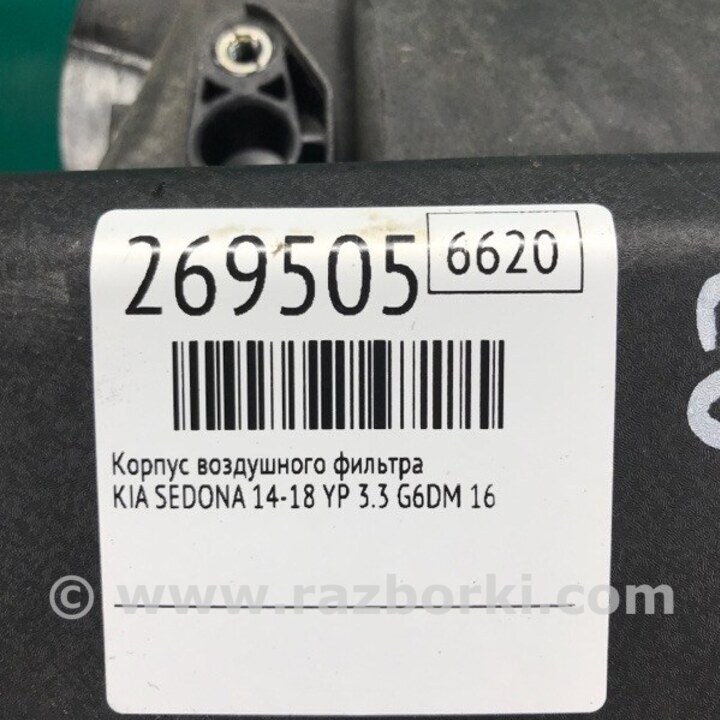 269505 6620
Корпус воздушного фильтра
KIA SEDONA 14-18 YP 3.3 G6DM 16
© www.razborki.com